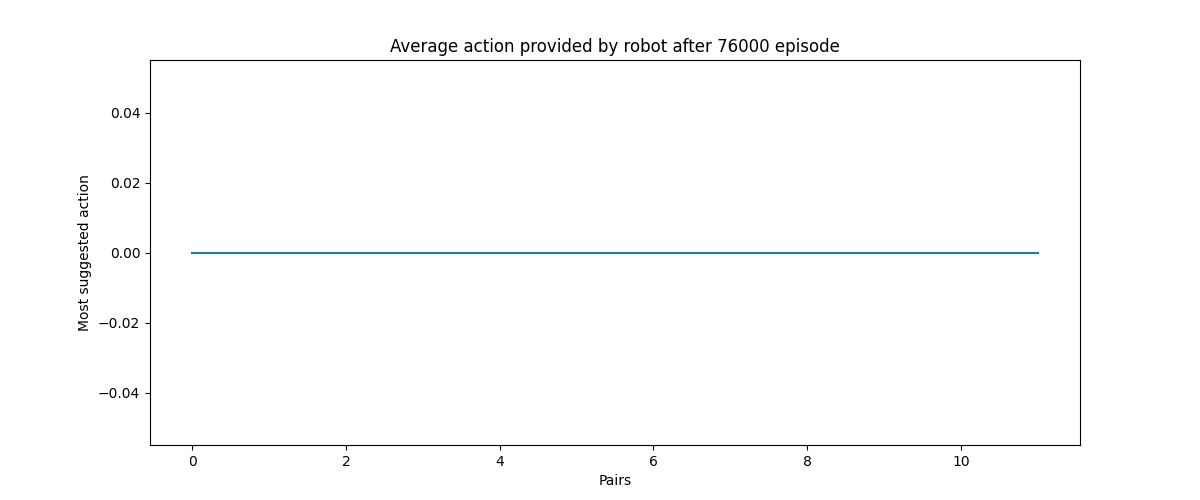 Average action provided by robot after 76000 episode
Most suggested action
0.04
0.02
0.00
−0.02
−0.04
0 2 4 6 8 10
Pairs